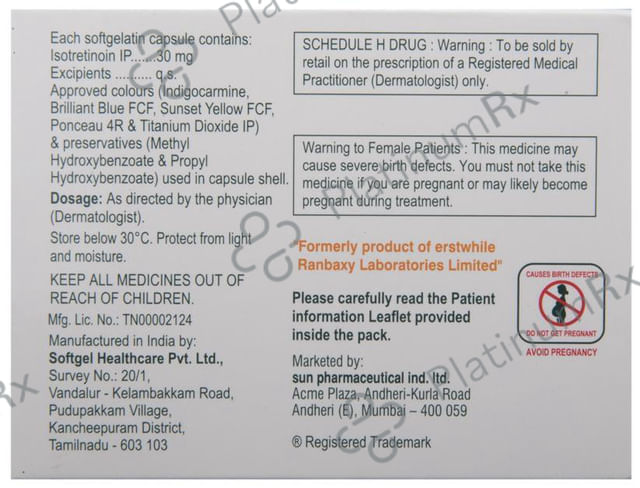 Each softgelatin capsule contains:
Isotretinoin IP.......30 mg
Excipients .......... q.s.
Approved colours (Indigocarmine,
Brilliant Blue FCF, Sunset Yellow FCF,
Ponceau 4R & Titanium Dioxide IP)
& preservatives (Methyl
Hydroxybenzoate & Propyl
Hydroxybenzoate) used in capsule shell.
Dosage: As directed by the physician
(Dermatologist).
Store below 30°C. Protect from light
and moisture.
KEEP ALL MEDICINES OUT OF
REACH OF CHILDREN.
Mfg. Lic. No.: TN00002124
Manufactured in India by:
Softgel Healthcare Pvt. Ltd.,
Survey No.: 20/1,
Vandalur - Kelambakkam Road,
Pudupakkam Village,
Kancheepuram District,
Tamilnadu - 603 103
SCHEDULE H DRUG : Warning : To be sold by
retail on the prescription of a Registered Medical
Practitioner (Dermatologist) only.
Warning to Female Patients : This medicine may
cause severe birth defects. You must not take this
medicine if you are pregnant or may likely become
pregnant during treatment.
"Formerly product of erstwhile
Ranbaxy Laboratories Limited"
Please carefully read the Patient
information Leaflet provided
inside the pack.
CAUSES BIRTH DEFECTS
DO NOT GET PREGNANT
AVOID PREGNANCY
Marketed by:
sun pharmaceutical ind. ltd.
Acme Plaza, Andheri-Kurla Road
Andheri (E), Mumbai – 400 059
® Registered Trademark
PlatinumRx
PlatinumRx
PlatinumRx
Rx